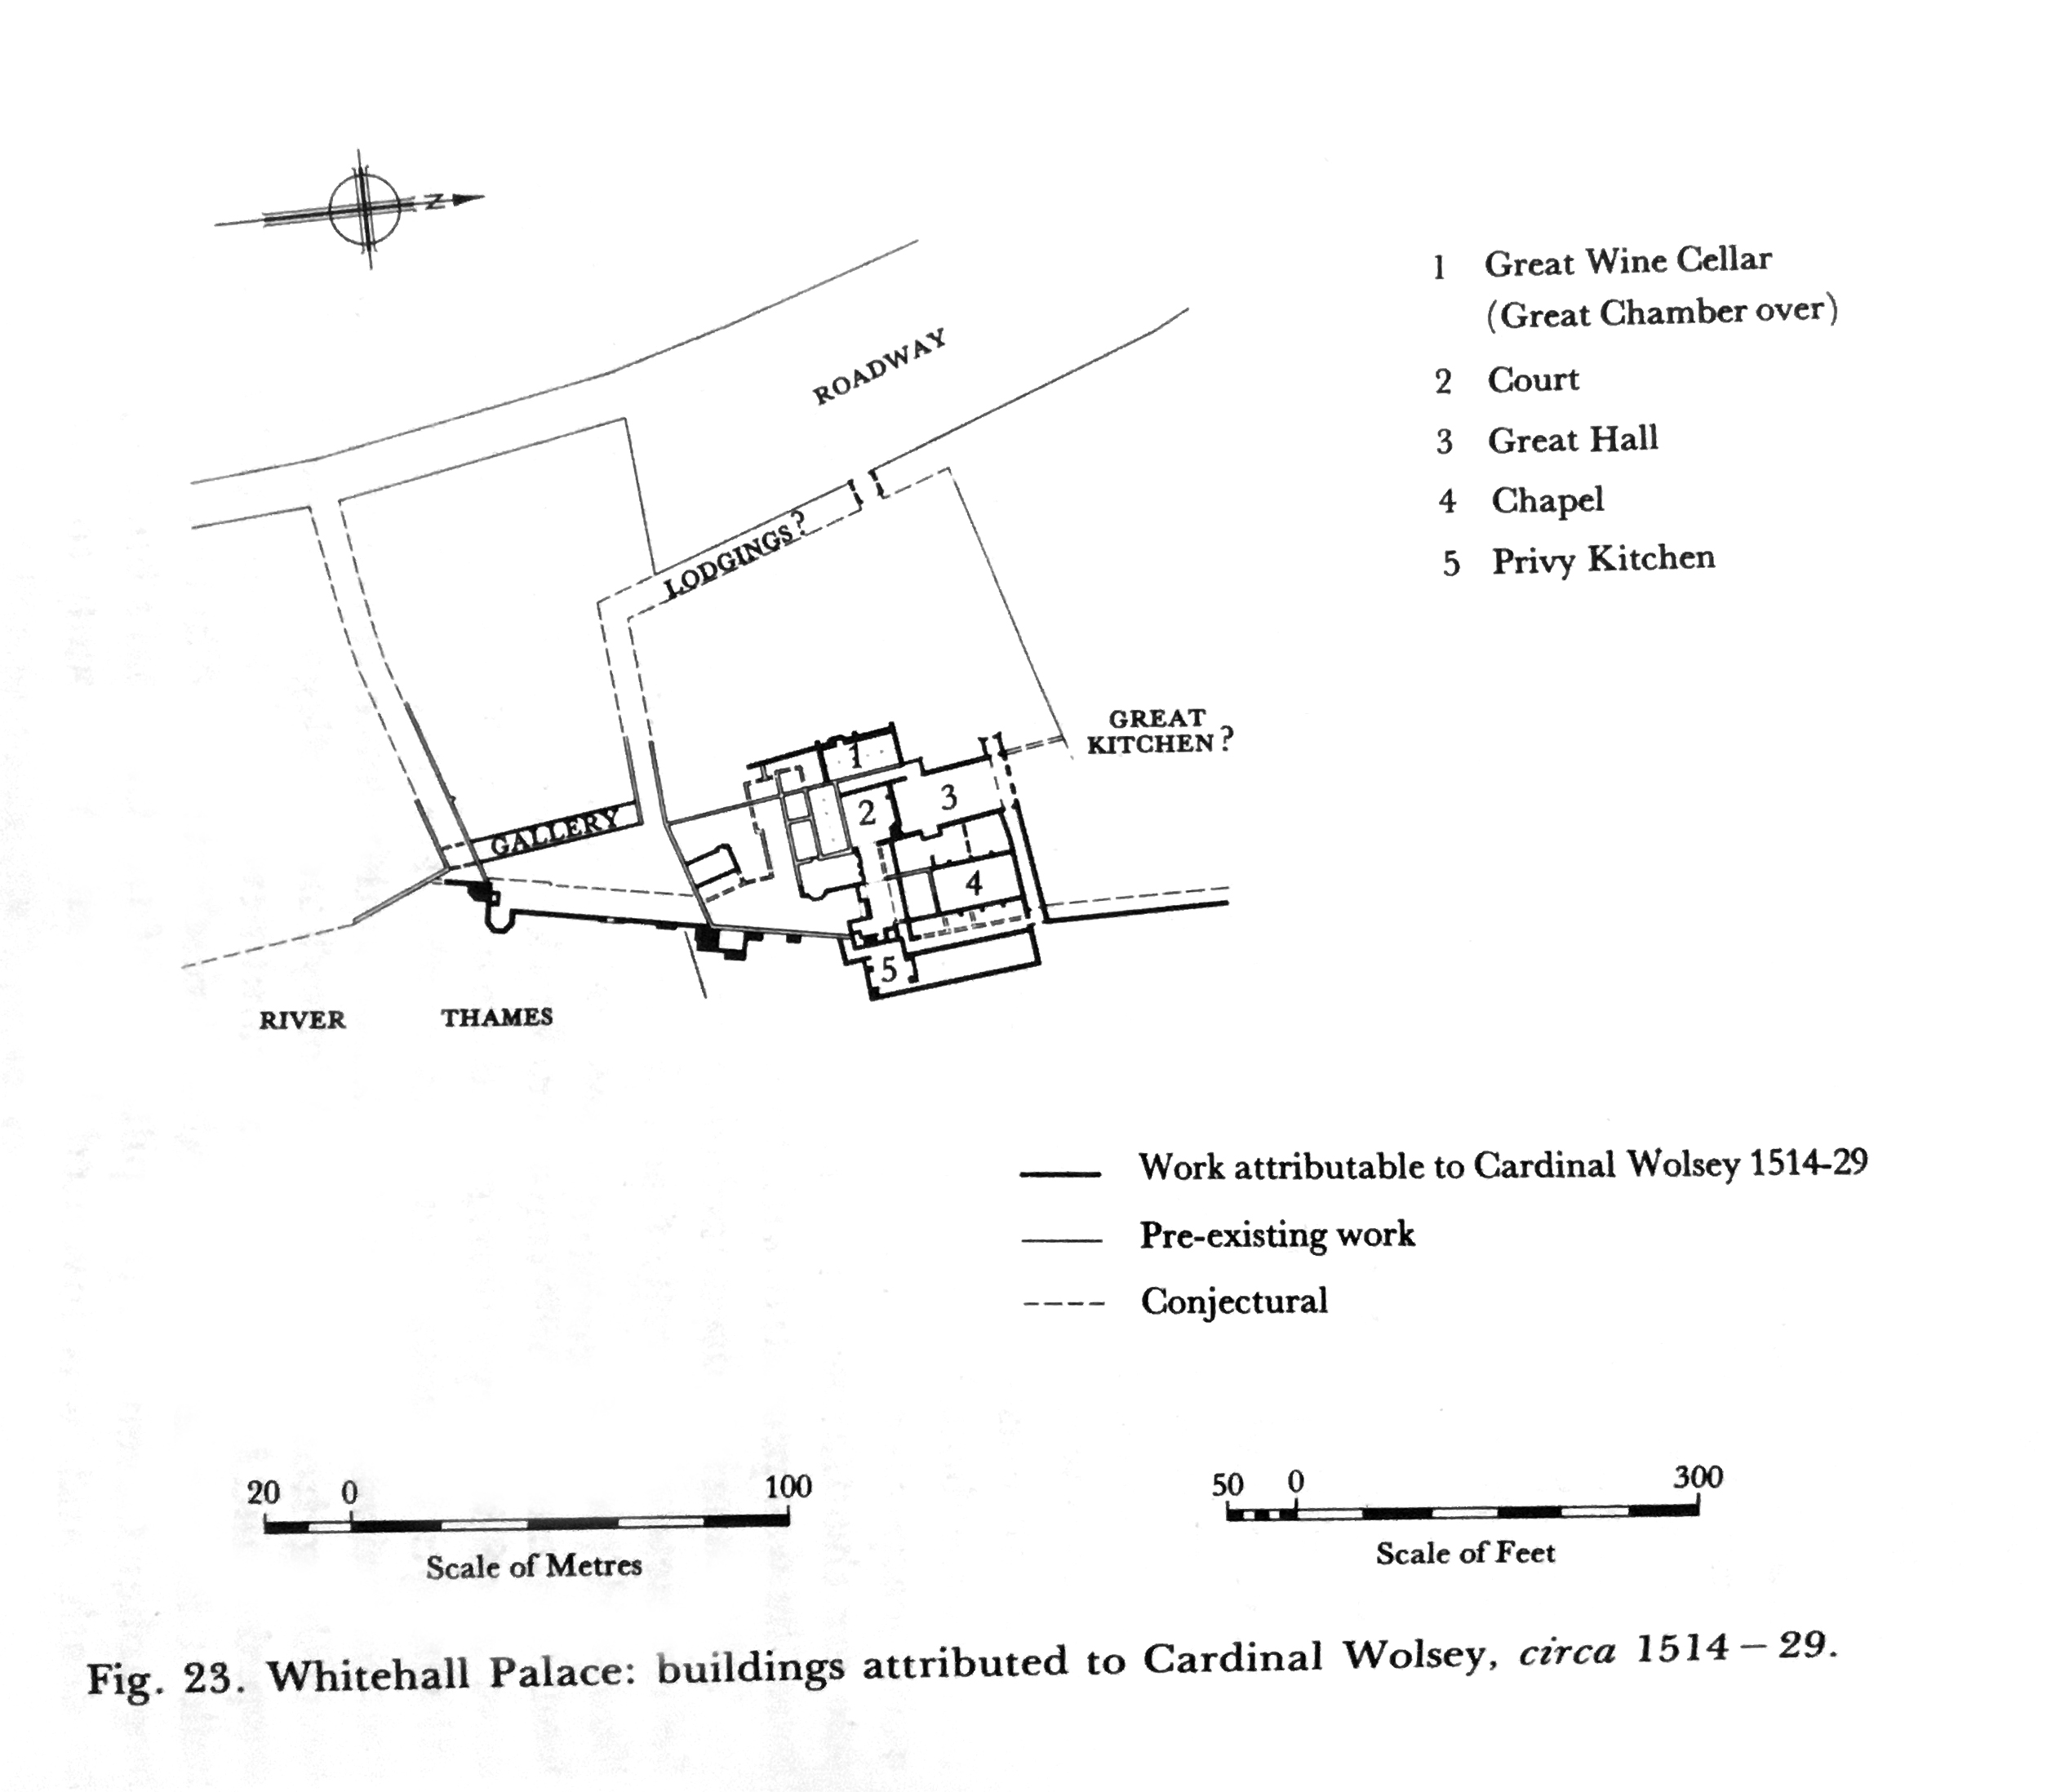 N
1 Great Wine Cellar
(Great Chamber over)
2 Court
3 Great Hall
4 Chapel
5 Privy Kitchen
ROADWAY
LODGINGS?
GREAT
KITCHEN?
1
2
3
GALLERY
4
5
RIVER THAMES
Work attributable to Cardinal Wolsey 1514-29
Pre-existing work
Conjectural
20 0 100
Scale of Metres
50 0 300
Scale of Feet
Fig. 23. Whitehall Palace: buildings attributed to Cardinal Wolsey, circa 1514 – 29.